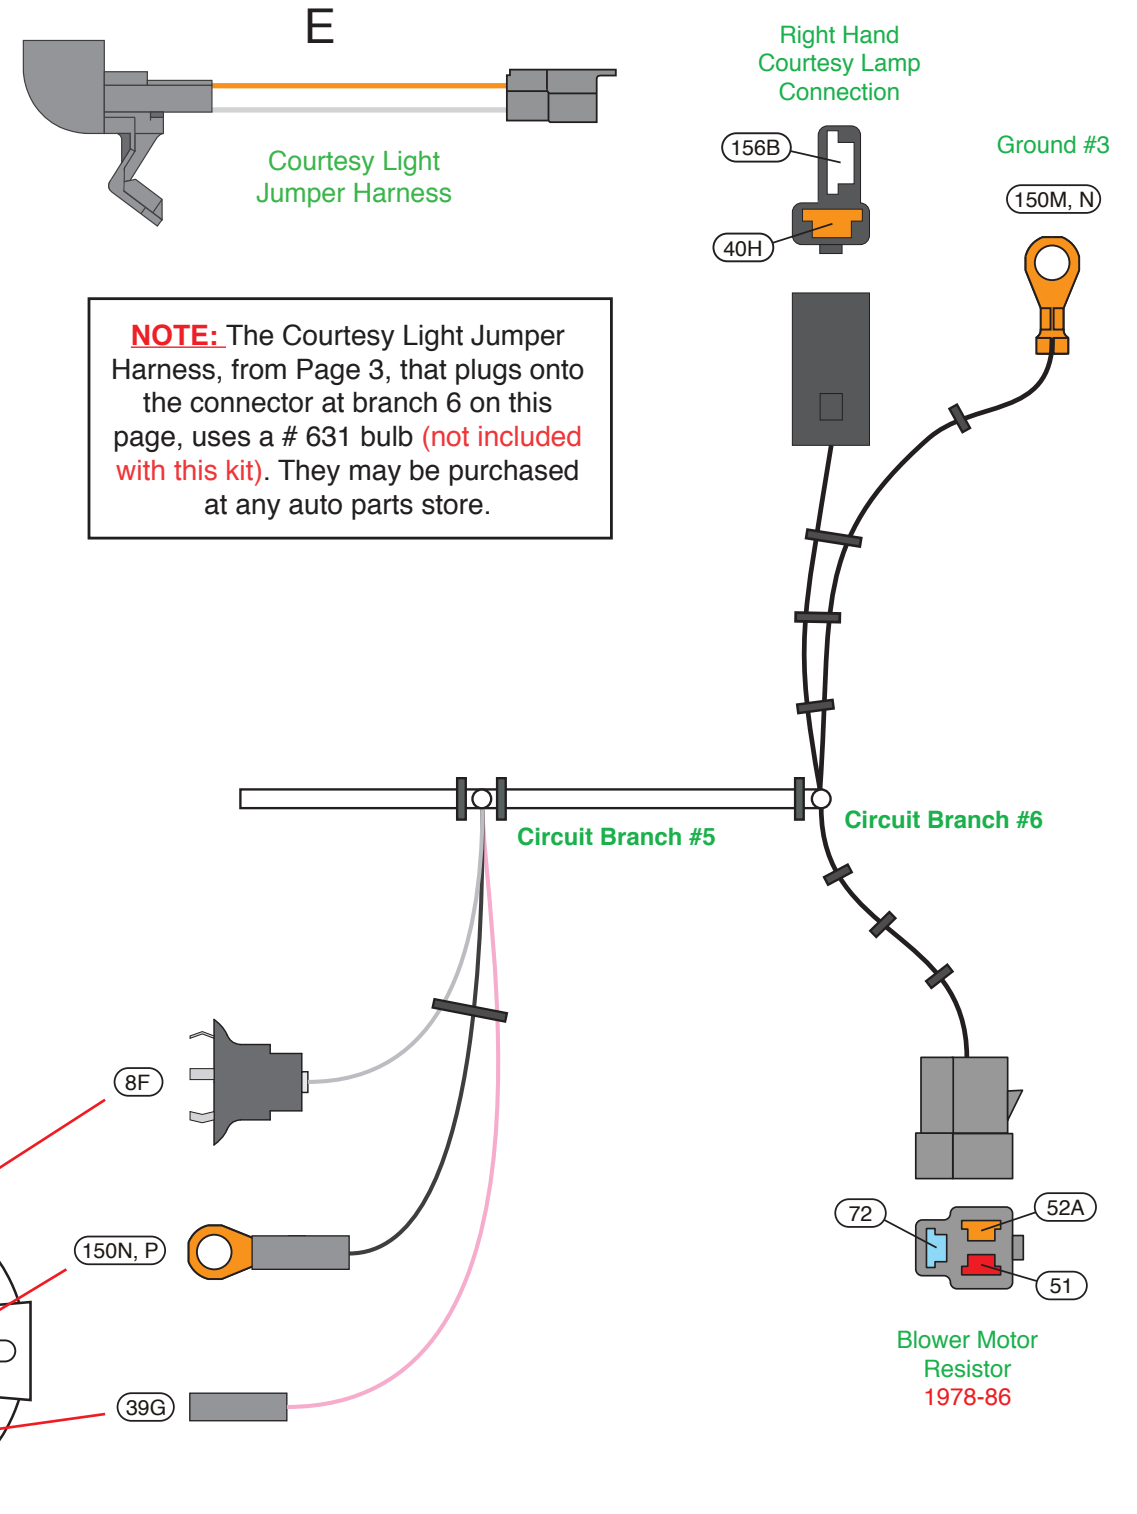 E
Courtesy Light
Jumper Harness
Right Hand
Courtesy Lamp
Connection
156B
40H
Ground #3
150M, N
NOTE: The Courtesy Light Jumper
Harness, from Page 3, that plugs onto
the connector at branch 6 on this
page, uses a # 631 bulb (not included
with this kit). They may be purchased
at any auto parts store.
Circuit Branch #5
Circuit Branch #6
8F
150N, P
39G
72
52A
51
Blower Motor
Resistor
1978-86